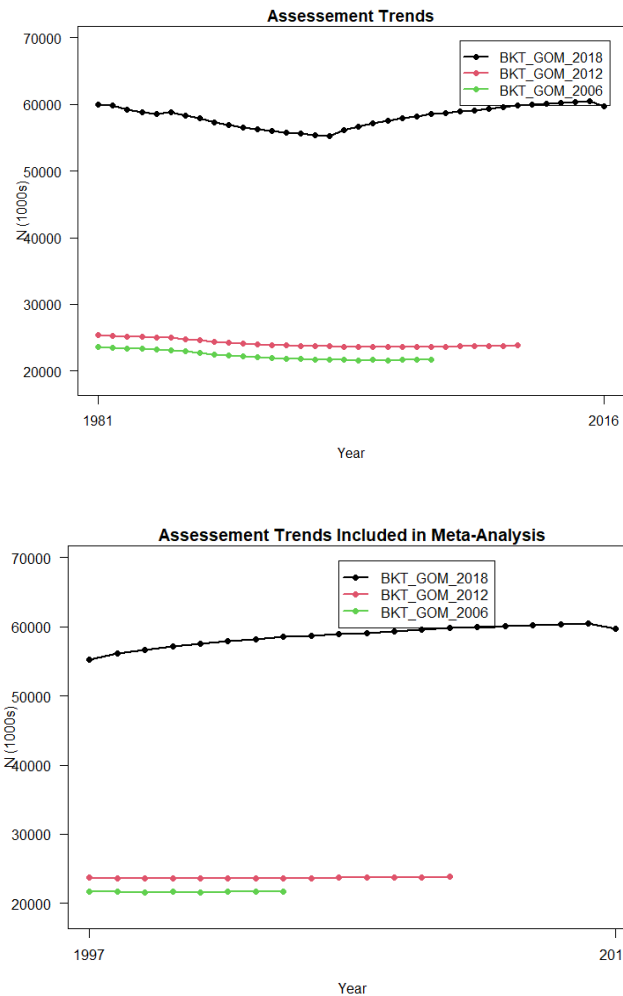 Assessement Trends
70000
60000
50000
40000
30000
20000
N (1000s)
BKT_GOM_2018
BKT_GOM_2012
BKT_GOM_2006
1981
2016
Year
Assessement Trends Included in Meta-Analysis
70000
60000
50000
40000
30000
20000
N (1000s)
BKT_GOM_2018
BKT_GOM_2012
BKT_GOM_2006
1997
201
Year